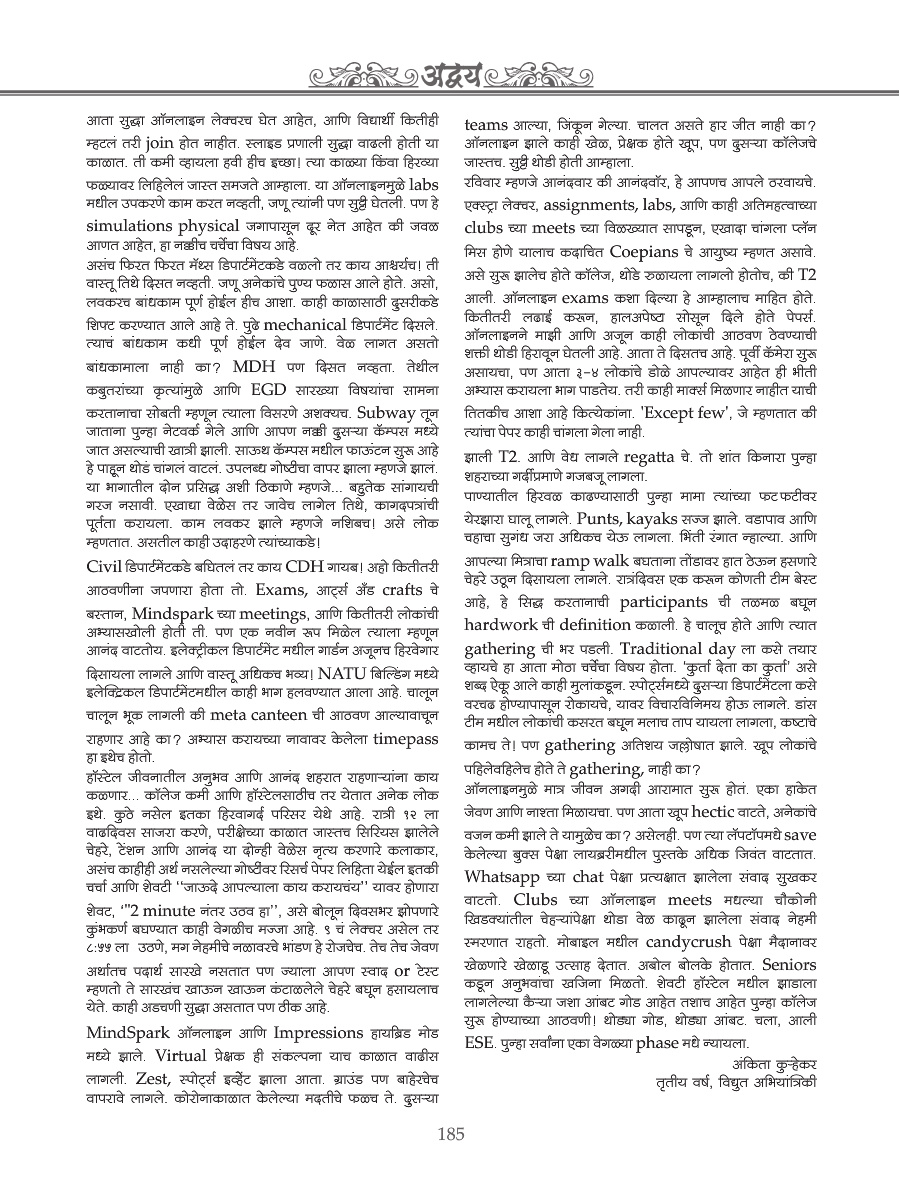 अद्वय
आता सुद्धा ऑनलाइन लेक्चरच घेत आहेत, आणि विद्यार्थी कितीही
म्हटलं तरी join होत नाहीत. स्लाइड प्रणाली सुद्धा वाढली होती या
काळात. ती कमी व्हायला हवी हीच इच्छा! त्या काळ्या किंवा हिरव्या
फळ्यावर लिहिलेलं जास्त समजते आम्हाला. या ऑनलाइनमुळे labs
मधील उपकरणे काम करत नव्हती, जणू त्यांनी पण सुट्टी घेतली. पण हे
simulations physical जगापासून दूर नेत आहेत की जवळ
आणत आहेत, हा नक्कीच चर्चेचा विषय आहे.
असंच फिरत फिरत मॅथ्स डिपार्टमेंटकडे वळलो तर काय आश्चर्यच! ती
वास्तू तिथे दिसत नव्हती. जणू अनेकांचे पुण्य फळास आले होते. असो,
लवकरच बांधकाम पूर्ण होईल हीच आशा. काही काळासाठी दुसरीकडे
शिफ्ट करण्यात आले आहे ते. पुढे mechanical डिपार्टमेंट दिसले.
त्याचं बांधकाम कधी पूर्ण होईल देव जाणे. वेळ लागत असतो
बांधकामाला नाही का? MDH पण दिसत नव्हता. तेथील
कबुतरांच्या कृत्यांमुळे आणि EGD सारख्या विषयांचा सामना
करतानाचा सोबती म्हणून त्याला विसरणे अशक्यच. Subway तून
जाताना पुन्हा नेटवर्क गेले आणि आपण नक्की दुसऱ्या कॅम्पस मध्ये
जात असल्याची खात्री झाली. साऊथ कॅम्पस मधील फाऊंटन सुरू आहे
हे पाहून थोडं चांगलं वाटलं. उपलब्ध गोष्टीचा वापर झाला म्हणजे झालं.
या भागातील दोन प्रसिद्ध अशी ठिकाणे म्हणजे... बहुतेक सांगायची
गरज नसावी. एखाद्या वेळेस तर जावेच लागेल तिथे, कागदपत्रांची
पूर्तता करायला. काम लवकर झाले म्हणजे नशिबच! असे लोक
म्हणतात. असतील काही उदाहरणे त्यांच्याकडे!
Civil डिपार्टमेंटकडे बघितलं तर काय CDH गायब! अहो कितीतरी
आठवणींना जपणारा होता तो. Exams, आर्ट्स अँड crafts चे
बस्तान, Mindspark च्या meetings, आणि कितीतरी लोकांची
अभ्यासखोली होती ती. पण एक नवीन रूप मिळेल त्याला म्हणून
आनंद वाटतोय. इलेक्ट्रीकल डिपार्टमेंट मधील गार्डन अजूनच हिरवेगार
दिसायला लागले आणि वास्तू अधिकच भव्य! NATU बिल्डिंग मध्ये
इलेक्ट्रिकल डिपार्टमेंटमधील काही भाग हलवण्यात आला आहे. चालून
चालून भूक लागली की meta canteen ची आठवण आल्यावाचून
राहणार आहे का? अभ्यास करायच्या नावावर केलेला timepass
हा इथेच होतो.
हॉस्टेल जीवनातील अनुभव आणि आनंद शहरात राहणाऱ्यांना काय
कळणार... कॉलेज कमी आणि हॉस्टेलसाठीच तर येतात अनेक लोक
इथे. कुठे नसेल इतका हिरवागर्द परिसर येथे आहे. रात्री १२ ला
वाढदिवस साजरा करणे, परीक्षेच्या काळात जास्तच सिरियस झालेले
चेहरे, टेंशन आणि आनंद या दोन्ही वेळेस नृत्य करणारे कलाकार,
असंच काहीही अर्थ नसलेल्या गोष्टींवर रिसर्च पेपर लिहिता येईल इतकी
चर्चा आणि शेवटी ‘‘जाऊदे आपल्याला काय करायचंय’’ यावर होणारा
शेवट, ‘"2 minute नंतर उठव हा’’, असे बोलून दिवसभर झोपणारे
कुंभकर्ण बघण्यात काही वेगळीच मज्जा आहे. ९ चं लेक्चर असेल तर
८:५५ ला उठणे, मग नेहमीचे नळावरचे भांडण हे रोजचेच. तेच तेच जेवण
अर्थातच पदार्थ सारखे नसतात पण ज्याला आपण स्वाद or टेस्ट
म्हणतो ते सारखंच खाऊन खाऊन कंटाळलेले चेहरे बघून हसायलाच
येते. काही अडचणी सुद्धा असतात पण ठीक आहे.
MindSpark ऑनलाइन आणि Impressions हायब्रिड मोड
मध्ये झाले. Virtual प्रेक्षक ही संकल्पना याच काळात वाढीस
लागली. Zest, स्पोर्ट्स इव्हेंट झाला आता. ग्राउंड पण बाहेरचेच
वापरावे लागले. कोरोनाकाळात केलेल्या मदतीचे फळच ते. दुसऱ्या
teams आल्या, जिंकून गेल्या. चालत असते हार जीत नाही का?
ऑनलाइन झाले काही खेळ, प्रेक्षक होते खूप, पण दुसऱ्या कॉलेजचे
जास्तच. सुट्टी थोडी होती आम्हाला.
रविवार म्हणजे आनंदवार की आनंदवॉर, हे आपणच आपले ठरवायचे.
एक्स्ट्रा लेक्चर, assignments, labs, आणि काही अतिमहत्वाच्या
clubs च्या meets च्या विळख्यात सापडून, एखादा चांगला प्लॅन
मिस होणे यालाच कदाचित Coepians चे आयुष्य म्हणत असावे.
असे सुरू झालेच होते कॉलेज, थोडे रुळायला लागलो होतोच, की T2
आली. ऑनलाइन exams कशा दिल्या हे आम्हालाच माहित होते.
कितीतरी लढाई करून, हालअपेष्टा सोसून दिले होते पेपर्स.
ऑनलाइनने माझी आणि अजून काही लोकांची आठवण ठेवण्याची
शक्ती थोडी हिरावून घेतली आहे. आता ते दिसतच आहे. पूर्वी कॅमेरा सुरू
असायचा, पण आता ३-४ लोकांचे डोळे आपल्यावर आहेत ही भीती
अभ्यास करायला भाग पाडतेय. तरी काही मार्क्स मिळणार नाहीत याची
तितकीच आशा आहे कित्येकांना. 'Except few', जे म्हणतात की
त्यांचा पेपर काही चांगला गेला नाही.
झाली T2. आणि वेध लागले regatta चे. तो शांत किनारा पुन्हा
शहराच्या गर्दीप्रमाणे गजबजू लागला.
पाण्यातील हिरवळ काढण्यासाठी पुन्हा मामा त्यांच्या फटफटीवर
येरझारा घालू लागले. Punts, kayaks सज्ज झाले. वडापाव आणि
चहाचा सुगंध जरा अधिकच येऊ लागला. भिंती रंगात न्हाल्या. आणि
आपल्या मित्राचा ramp walk बघताना तोंडावर हात ठेऊन हसणारे
चेहरे उठून दिसायला लागले. रात्रंदिवस एक करून कोणती टीम बेस्ट
आहे, हे सिद्ध करतानाची participants ची तळमळ बघून
hardwork ची definition कळाली. हे चालूच होते आणि त्यात
gathering ची भर पडली. Traditional day ला कसे तयार
व्हायचे हा आता मोठा चर्चेचा विषय होता. ‘कुर्ता देता का कुर्ता’ असे
शब्द ऐकू आले काही मुलांकडून. स्पोर्ट्समध्ये दुसऱ्या डिपार्टमेंटला कसे
वरचढ होण्यापासून रोकायचे, यावर विचारविनिमय होऊ लागले. डांस
टीम मधील लोकांची कसरत बघून मलाच ताप यायला लागला, कष्टाचे
कामच ते! पण gathering अतिशय जल्लोषात झाले. खूप लोकांचे
पहिलेवहिलेच होते ते gathering, नाही का?
ऑनलाइनमुळे मात्र जीवन अगदी आरामात सुरू होतं. एका हाकेत
जेवण आणि नाश्ता मिळायचा. पण आता खूप hectic वाटते, अनेकांचे
वजन कमी झाले ते यामुळेच का? असेलही. पण त्या लॅपटॉपमधे save
केलेल्या बुक्स पेक्षा लायब्ररीमधील पुस्तके अधिक जिवंत वाटतात.
Whatsapp च्या chat पेक्षा प्रत्यक्षात झालेला संवाद सुखकर
वाटतो. Clubs च्या ऑनलाइन meets मधल्या चौकोनी
खिडक्यांतील चेहऱ्यांपेक्षा थोडा वेळ काढून झालेला संवाद नेहमी
स्मरणात राहतो. मोबाइल मधील candycrush पेक्षा मैदानावर
खेळणारे खेळाडू उत्साह देतात. अबोल बोलके होतात. Seniors
कडून अनुभवाचा खजिना मिळतो. शेवटी हॉस्टेल मधील झाडाला
लागलेल्या कैऱ्या जशा आंबट गोड आहेत तशाच आहेत पुन्हा कॉलेज
सुरू होण्याच्या आठवणी! थोड्या गोड, थोड्या आंबट. चला, आली
ESE. पुन्हा सर्वांना एका वेगळ्या phase मधे न्यायला.
अंकिता कुऱ्हेकर
तृतीय वर्ष, विद्युत अभियांत्रिकी
185